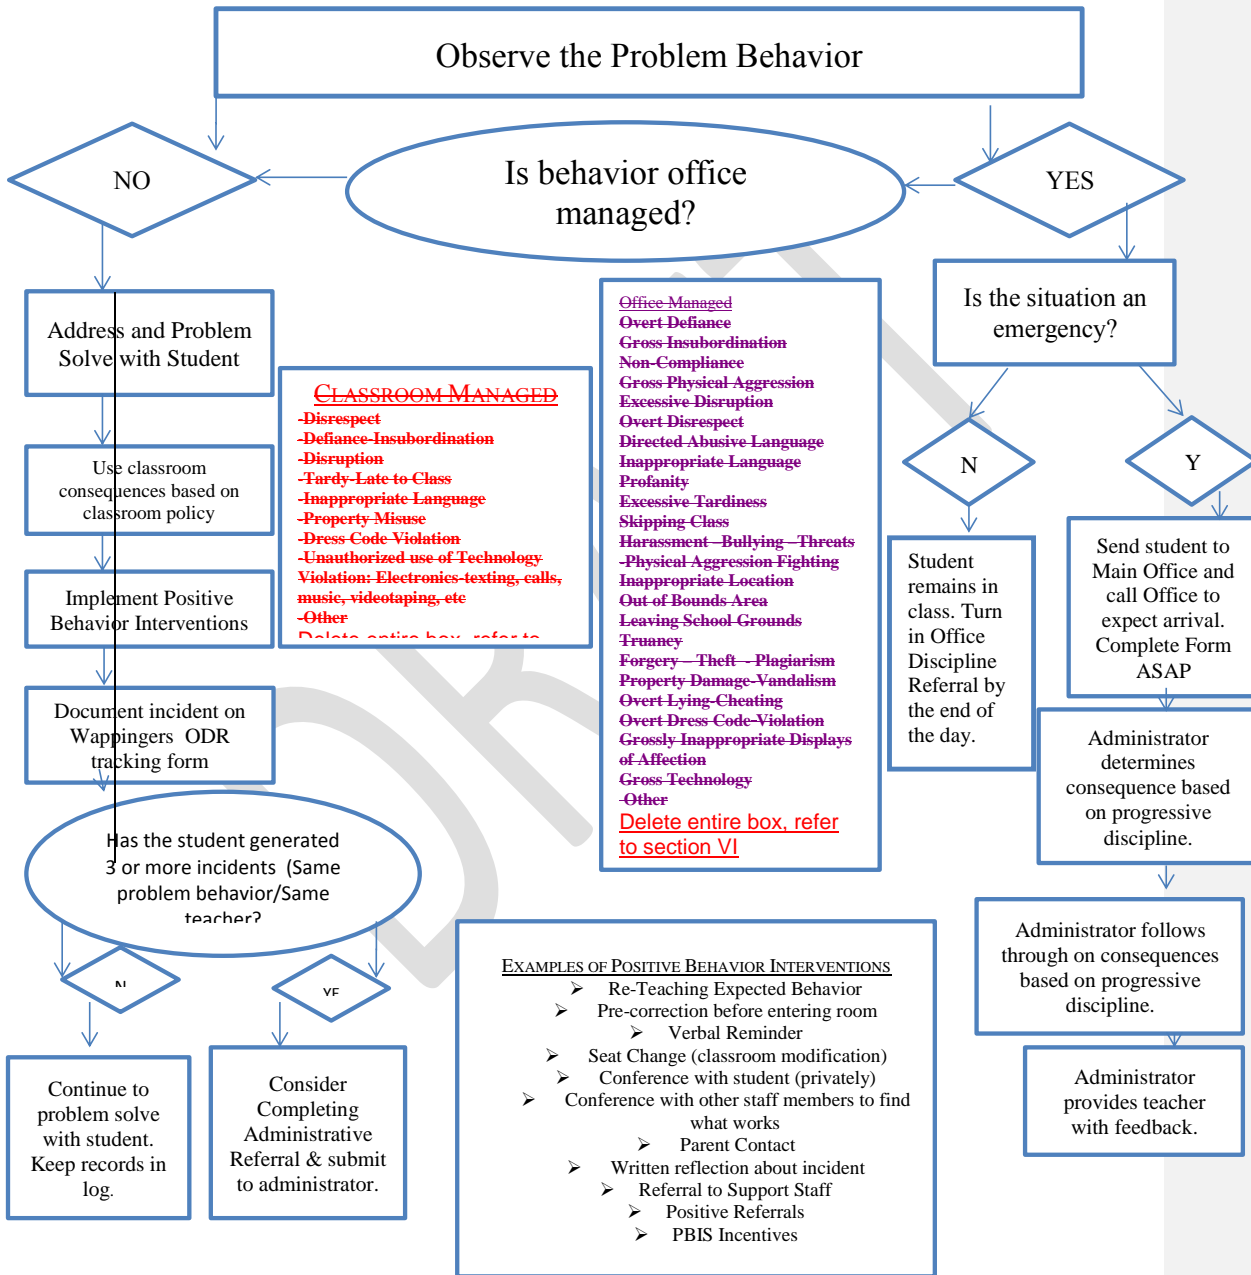 Observe the Problem Behavior
NO
Is behavior office
managed?
YES
Address and Problem
Solve with Student
Use classroom
consequences based on
classroom policy
Implement Positive
Behavior Interventions
Document incident on
Wappingers ODR
tracking form
Has the student generated
3 or more incidents (Same
problem behavior/Same
teacher?
N
YE
Continue to
problem solve
with student.
Keep records in
log.
Consider
Completing
Administrative
Referral & submit
to administrator.
CLASSROOM MANAGED
-Disrespect
-Defiance-Insubordination
-Disruption
-Tardy-Late to Class
-Inappropriate Language
-Property Misuse
-Dress Code Violation
-Unauthorized use of Technology
Violation: Electronics-texting, calls,
music, videotaping, etc
-Other
Delete entire box, refer to
Office Managed
Overt Defiance
Gross Insubordination
Non-Compliance
Gross Physical Aggression
Excessive Disruption
Overt Disrespect
Directed Abusive Language
Inappropriate Language
Profanity
Excessive Tardiness
Skipping Class
Harassment –Bullying –Threats
-Physical Aggression Fighting
Inappropriate Location
Out of Bounds Area
Leaving School Grounds
Truancy
Forgery – Theft - Plagiarism
Property Damage-Vandalism
Overt Lying-Cheating
Overt Dress Code-Violation
Grossly Inappropriate Displays
of Affection
Gross Technology
-Other
Delete entire box, refer
to section VI
EXAMPLES OF POSITIVE BEHAVIOR INTERVENTIONS
➢ Re-Teaching Expected Behavior
➢ Pre-correction before entering room
➢ Verbal Reminder
➢ Seat Change (classroom modification)
➢ Conference with student (privately)
➢ Conference with other staff members to find
what works
➢ Parent Contact
➢ Written reflection about incident
➢ Referral to Support Staff
➢ Positive Referrals
➢ PBIS Incentives
Is the situation an
emergency?
N
Y
Student
remains in
class. Turn
in Office
Discipline
Referral by
the end of
the day.
Send student to
Main Office and
call Office to
expect arrival.
Complete Form
ASAP
Administrator
determines
consequence based
on progressive
discipline.
Administrator follows
through on consequences
based on progressive
discipline.
Administrator
provides teacher
with feedback.
DRAFT